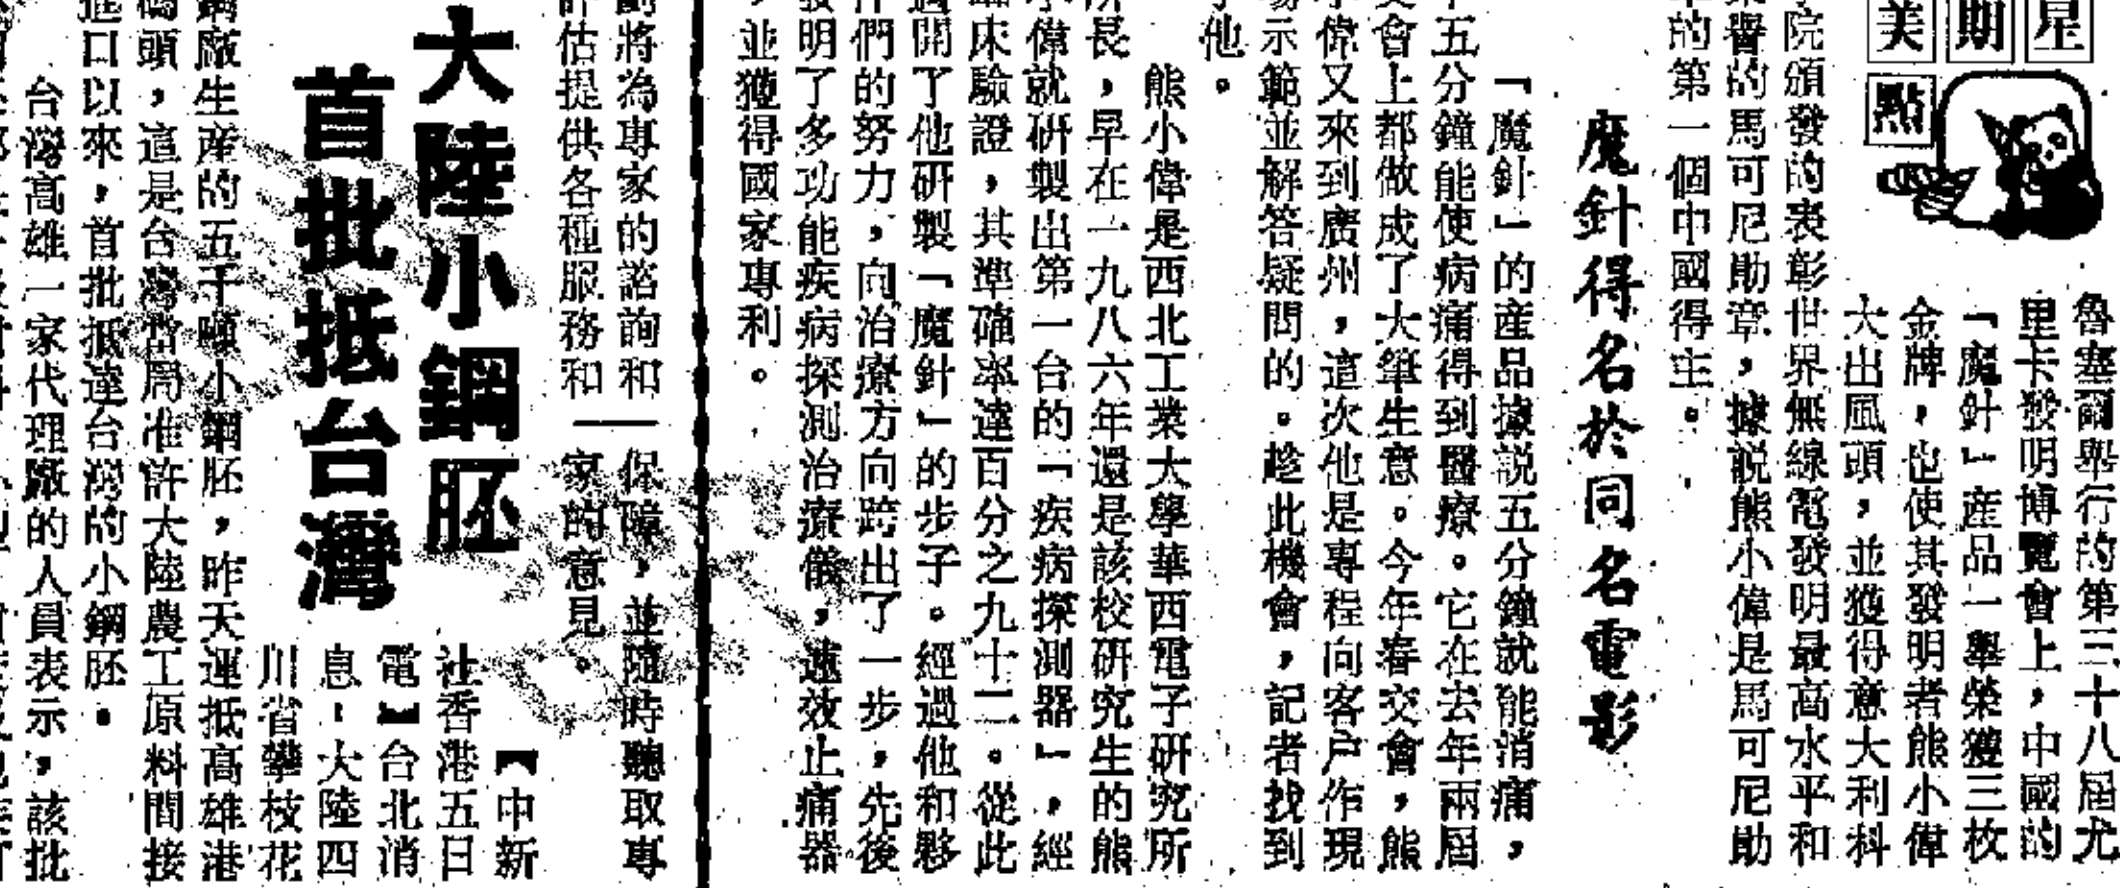 星期美點
魯塞爾舉行的第三十八屆尤
里卡發明博覽會上，中國的
「魔針」產品一舉榮獲三枚
金牌，也使其發明者熊小偉
大出風頭，並獲得意大利科
院頒發的表彰世界無線電發明最高水平和
榮譽的馬可尼勛章，據說熊小偉是馬可尼勛
的第一個中國得主。
魔針得名於同名電影
「魔針」的產品據說五分鐘就能消痛，
十五分鐘能使病痛得到醫療。它在去年兩屆
交會上都做成了大筆生意。今年春交會，熊
小偉又來到廣州，這次他是專程向客戶作現
場示範並解答疑問的。趁此機會，記者找到
了他。
熊小偉是西北工業大學華西電子研究所
所長，早在一九八六年還是該校研究生的熊
小偉就研製出第一台的「疾病探測器」，經
臨床驗證，其準確率達百分之九十二。從此
開了他研製「魔針」的步子。經過他和夥
伴們的努力，向治療方向跨出了一步，先後
發明了多功能疾病探測治療儀，速效止痛器
，並獲得國家專利。
劃將為專家的諮詢和
評估提供各種服務和
保障，並隨時聽取專
家的意見。
大陸小鋼胚
首批抵台灣
【中新
社香港五日
電】台北消
息：大陸四
川省攀枝花
鋼廠生產的五千噸小鋼胚，昨天運抵高雄港
碼頭，這是台灣當局准許大陸農工原料間接
進口以來，首批抵達台灣的小鋼胚。
台灣高雄一家代理廠的人員表示，該批